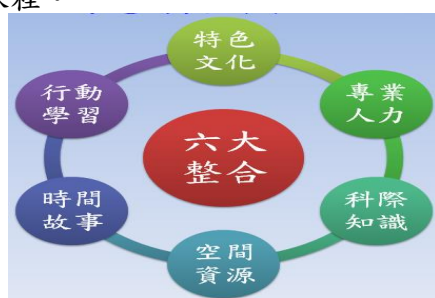 程。
特色
文化
專業
人力
科際
知識
空間
資源
時間
故事
行動
學習
六大
整合